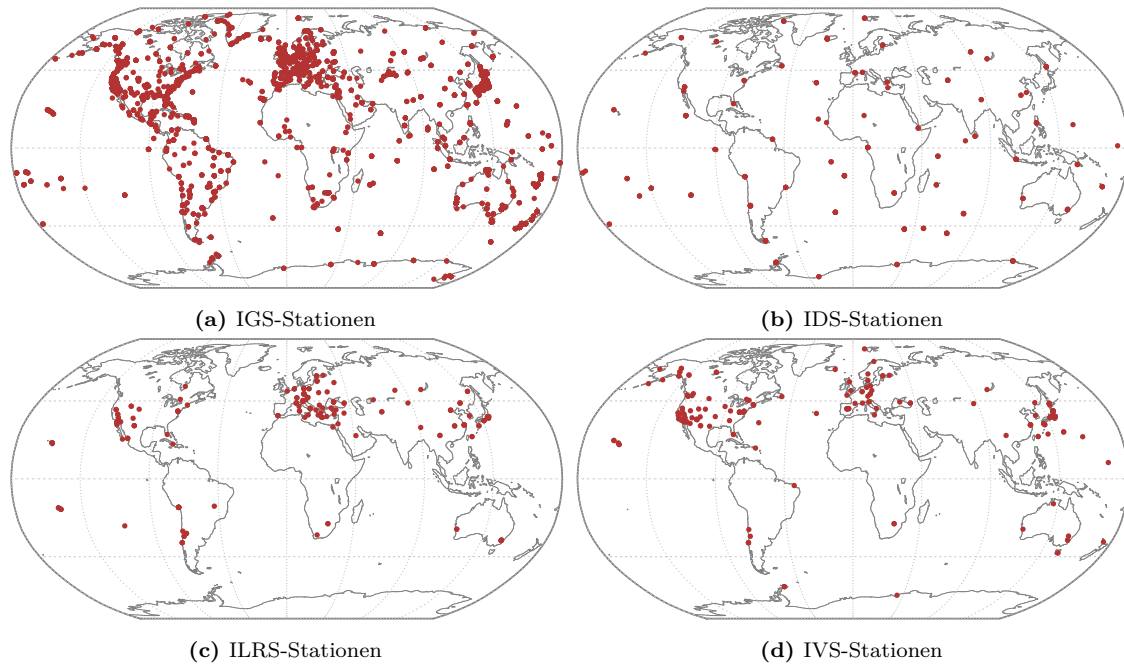 (a) IGS-Stationen
(b) IDS-Stationen
(c) ILRS-Stationen
(d) IVS-Stationen